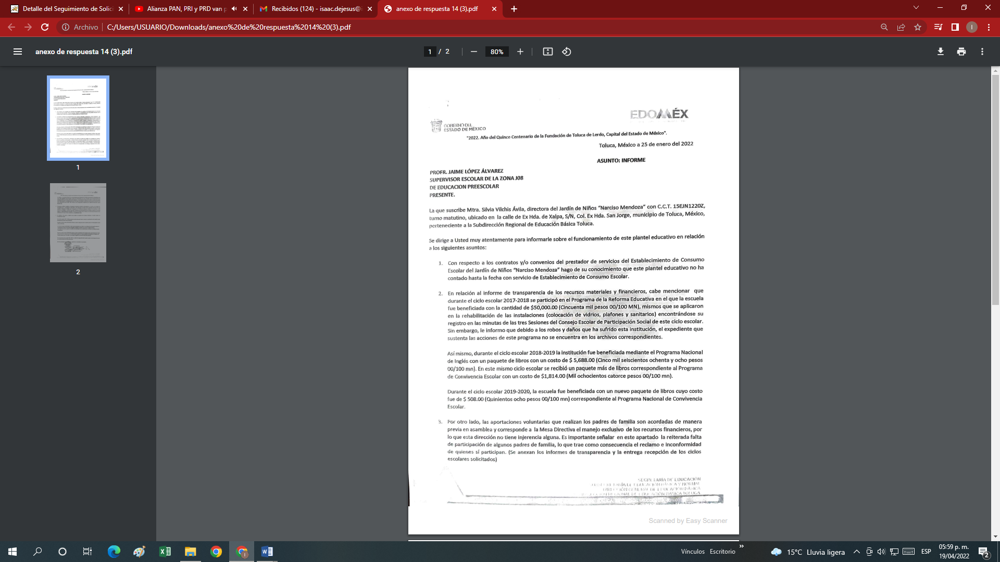 Detalle del Seguimiento de Solici
Alianza PAN, PRI y PRD van p
Recibidos (124) - isaac.dejesus@i
anexo de respuesta 14 (3).pdf
Archivo
C:/Users/USUARIO/Downloads/anexo%20de%20respuesta%2014%20(3).pdf
I
anexo de respuesta 14 (3).pdf
1 / 2
80%
1
2
EDOMÉX
GOBIERNO DEL
ESTADO DE MÉXICO
"2022. Año del Quince Centenario de la Fundación de Toluca de Lerdo, Capital del Estado de México".
Toluca, México a 25 de enero del 2022
ASUNTO: INFORME
PROFR. JAIME LÓPEZ ÁLVAREZ
SUPERVISOR ESCOLAR DE LA ZONA J08
DE EDUCACION PREESCOLAR
PRESENTE.
La que suscribe Mtra. Silvia Vilchis Ávila, directora del Jardín de Niños "Narciso Mendoza" con C.C.T. 15EJN1220Z,
turno matutino, ubicado en la calle de Ex Hda. de Xalpa, S/N, Col. Ex Hda. San Jorge, municipio de Toluca, México,
perteneciente a la Subdirección Regional de Educación Básica Toluca.
Se dirige a Usted muy atentamente para informarle sobre el funcionamiento de este plantel educativo en relación
a los siguientes asuntos:
1. Con respecto a los contratos y/o convenios del prestador de servicios del Establecimiento de Consumo
Escolar del Jardín de Niños "Narciso Mendoza" hago de su conocimiento que este plantel educativo no ha
contado hasta la fecha con servicio de Establecimiento de Consumo Escolar.
2. En relación al informe de transparencia de los recursos materiales y financieros, cabe mencionar que
durante el ciclo escolar 2017-2018 se participó en el Programa de la Reforma Educativa en el que la escuela
fue beneficiada con la cantidad de $50,000.00 (Cincuenta mil pesos 00/100 MN), mismos que se aplicaron
en la rehabilitación de las instalaciones (colocación de vidrios, plafones y sanitarios) encontrándose su
registro en las minutas de las tres Sesiones del Consejo Escolar de Participación Social de este ciclo escolar.
Sin embargo, le informo que debido a los robos y daños que ha sufrido esta institución, el expediente que
sustenta las acciones de este programa no se encuentra en los archivos correspondientes.
Así mismo, durante el ciclo escolar 2018-2019 la institución fue beneficiada mediante el Programa Nacional
de Inglés con un paquete de libros con un costo de $ 5,688.00 (Cinco mil seiscientos ochenta y ocho pesos
00/100 mn). En este mismo ciclo escolar se recibió un paquete más de libros correspondiente al Programa
de Convivencia Escolar con un costo de $1,814.00 (Mil ochocientos catorce pesos 00/100 mn).
Durante el ciclo escolar 2019-2020, la escuela fue beneficiada con un nuevo paquete de libros cuyo costo
fue de $ 508.00 (Quinientos ocho pesos 00/100 mn) correspondiente al Programa Nacional de Convivencia
Escolar.
3. Por otro lado, las aportaciones voluntarias que realizan los padres de familia son acordadas de manera
previa en asamblea y corresponde a la Mesa Directiva el manejo exclusivo de los recursos financieros, por
lo que esta dirección no tiene injerencia alguna. Es importante señalar en este apartado la reiterada falta
de participación de algunos padres de familia, lo que trae como consecuencia el reclamo e inconformidad
de quienes sí participan. (Se anexan los informes de transparencia y la entrega recepción de los ciclos
escolares solicitados)
SECRETARÍA DE EDUCACIÓN
SUBSECRETARÍA DE EDUCACIÓN BÁSICA Y NORMAL
DIRECCIÓN GENERAL DE EDUCACIÓN BÁSICA
REGIONAL DE EDUCACIÓN BÁSICA TOLUCA
Scanned by Easy Scanner
Vínculos Escritorio
15°C Lluvia ligera
ESP
05:59 p. m.
19/04/2022
2